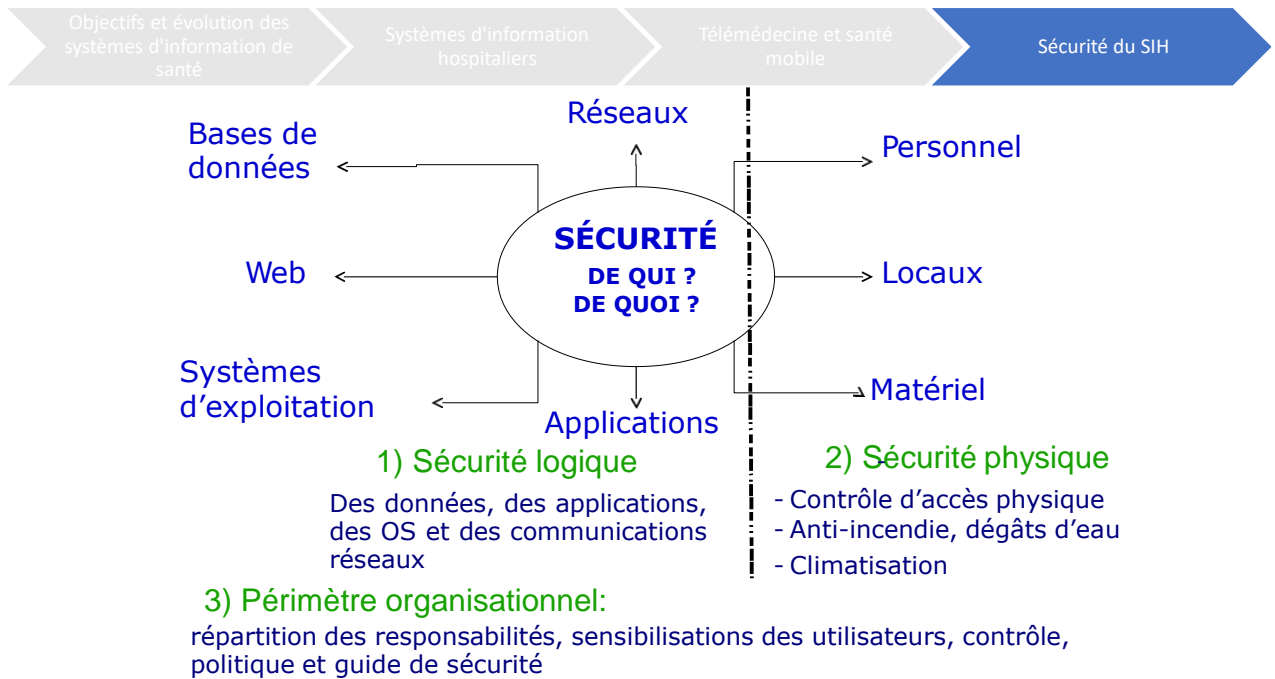 Objectifs et évolution des
systèmes d'information de
santé
Systèmes d'information
hospitaliers
Télémédecine et santé
mobile
Sécurité du SIH
Réseaux
Bases de
données
Personnel
SÉCURITÉ
DE QUI ?
DE QUOI ?
Web
Locaux
Systèmes
d’exploitation
Matériel
Applications
1) Sécurité logique
Des données, des applications,
des OS et des communications
réseaux
2) Sécurité physique
- Contrôle d’accès physique
- Anti-incendie, dégâts d’eau
- Climatisation
3) Périmètre organisationnel:
répartition des responsabilités, sensibilisations des utilisateurs, contrôle,
politique et guide de sécurité